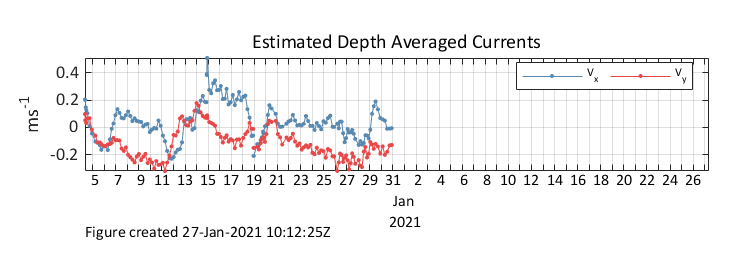 Estimated Depth Averaged Currents
ms-1
0.4
0.2
0
-0.2
Vx Vy
5 7 9 11 13 15 17 19 21 23 25 27 29 31 2 4 6 8 10 12 14 16 18 20 22 24 26
Jan
2021
Figure created 27-Jan-2021 10:12:25Z